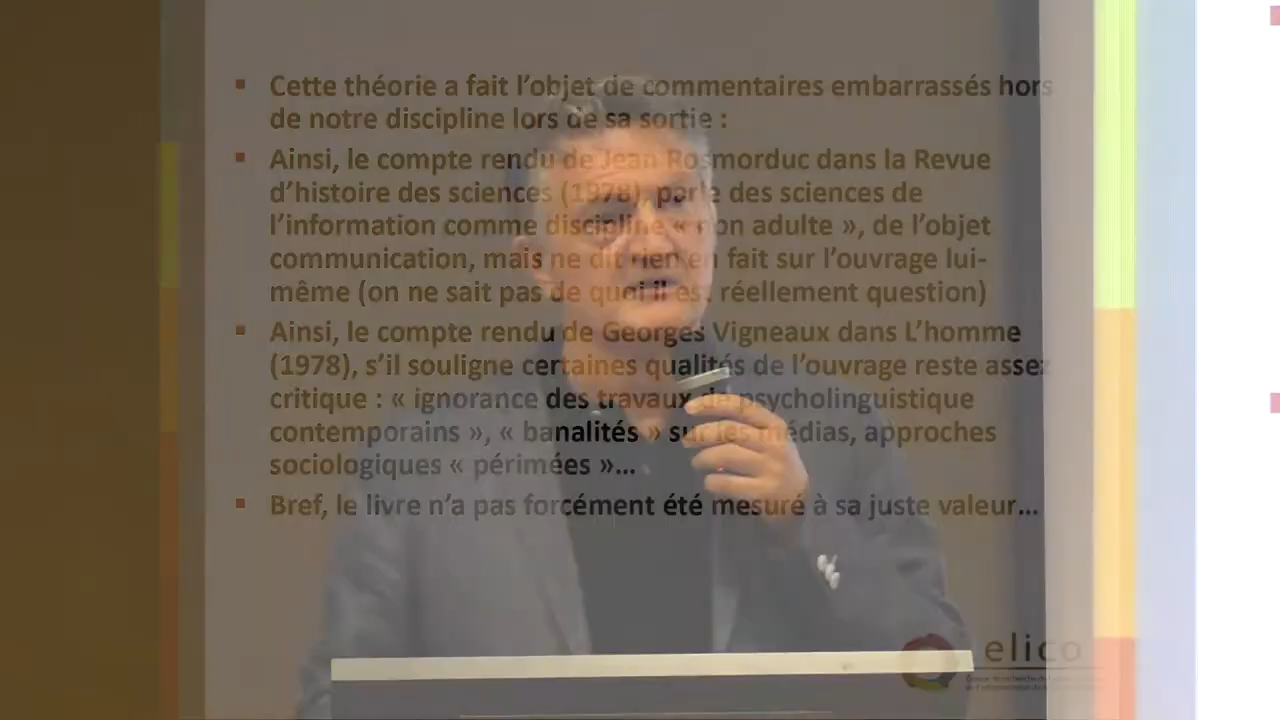 Cette théorie a fait l'objet de commentaires embarrassés hors
de notre discipline lors de sa sortie :
Ainsi, le compte rendu de Jean Rosmorduc dans la Revue
d'histoire des sciences (1978), parle des sciences de
l'information comme discipline « non adulte », de l'objet
communication, mais ne dit rien en fait sur l'ouvrage lui-
même (on ne sait pas de quoi il est réellement question)
Ainsi, le compte rendu de Georges Vigneaux dans L'homme
(1978), s'il souligne certaines qualités de l'ouvrage reste assez
critique : « ignorance des travaux de psycholinguistique
contemporains », « banalités » sur les médias, approches
sociologiques « périmées »…
Bref, le livre n'a pas forcément été mesuré à sa juste valeur…
elico